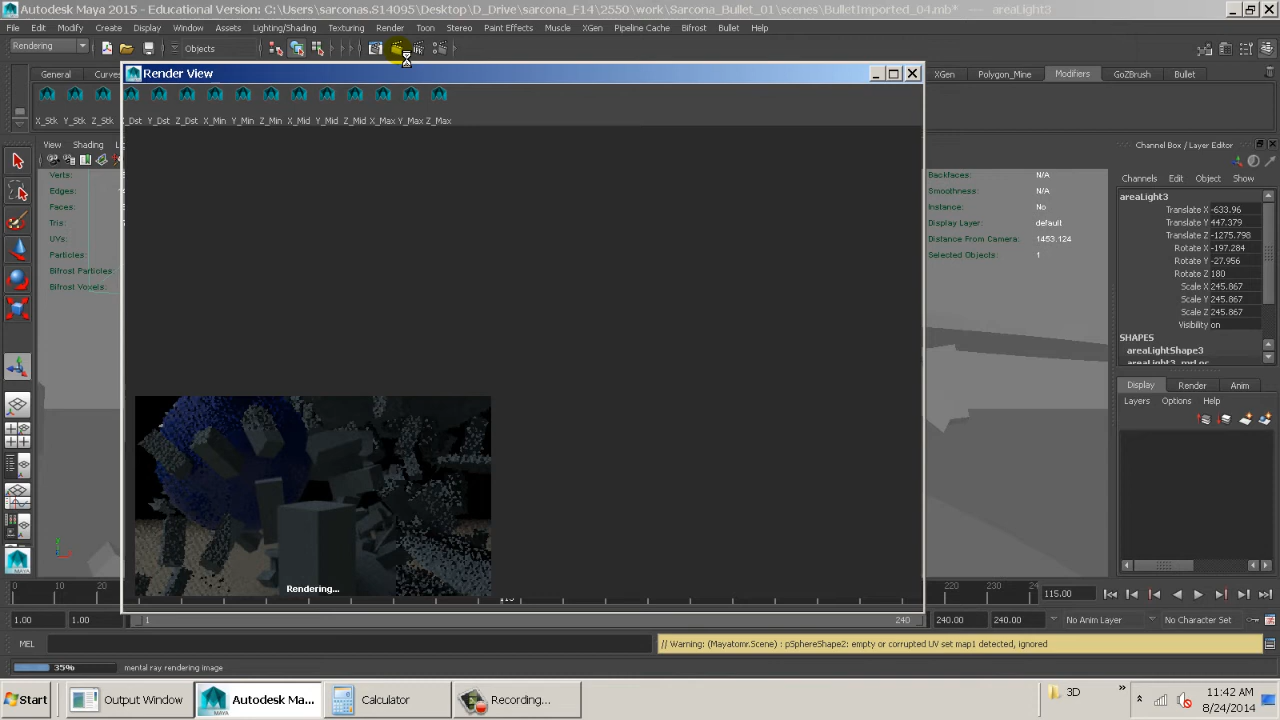 Autodesk Maya 2015 - Educational Version: C:\Users\sarconas.S14095\Desktop\D_Drive\sarcona_F14\2550\work\Sarcona_Bullet_01\scenes\BulletImported_04.mb* --- areaLight3
File Edit Modify Create Display Window Assets Lighting/Shading Texturing Render Toon Stereo Paint Effects Muscle XGen Pipeline Cache Bifrost Bullet Help
Rendering Objects
General Curves XGen Polygon_Mine Modifiers GoZBrush Bullet
Render View
X_Stk Y_Stk Z_Stk X_Dst Y_Dst Z_Dst X_Min Y_Min Z_Min X_Mid Y_Mid Z_Mid X_Max Y_Max Z_Max
View Shading
Channel Box / Layer Editor
Verts:
Edges:
Faces:
Tris:
UVs:
Particles:
Bifrost Particles:
Bifrost Voxels:
Backfaces: N/A
Smoothness: N/A
Instance: No
Display Layer: default
Distance From Camera: 1453.124
Selected Objects: 1
Channels Edit Object Show
areaLight3
Translate X -633.96
Translate Y 447.379
Translate Z -1275.798
Rotate X -197.284
Rotate Y -27.956
Rotate Z 180
Scale X 245.867
Scale Y 245.867
Scale Z 245.867
Visibility on
SHAPES
areaLightShape3
Display Render Anim
Layers Options Help
Rendering...
0 10 20 115 220 230 240 115.00
1.00 1.00 1 240 240.00 240.00 No Anim Layer No Character Set
MEL // Warning: (Mayatomr.Scene) : pSphereShape2: empty or corrupted UV set map1 detected, ignored
35% mental ray rendering image
Start Output Window Autodesk Ma... Calculator Recording... 3D » 11:42 AM
8/24/2014